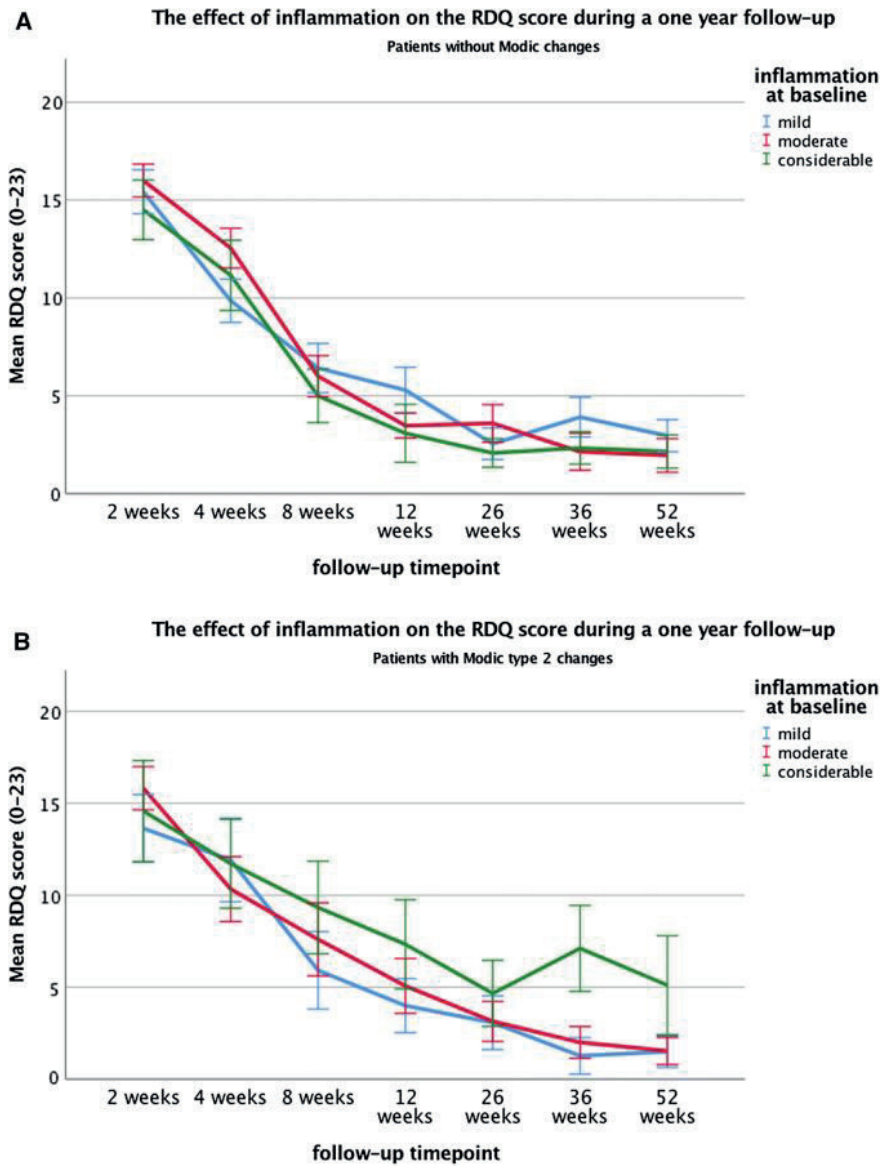 A
The effect of inflammation on the RDQ score during a one year follow-up
Patients without Modic changes
inflammation
at baseline
mild
moderate
considerable
Mean RDQ score (0-23)
20
15
10
5
0
2 weeks
4 weeks
8 weeks
12
weeks
26
weeks
36
weeks
52
weeks
follow-up timepoint
B
The effect of inflammation on the RDQ score during a one year follow-up
Patients with Modic type 2 changes
inflammation
at baseline
mild
moderate
considerable
Mean RDQ score (0-23)
20
15
10
5
0
2 weeks
4 weeks
8 weeks
12
weeks
26
weeks
36
weeks
52
weeks
follow-up timepoint